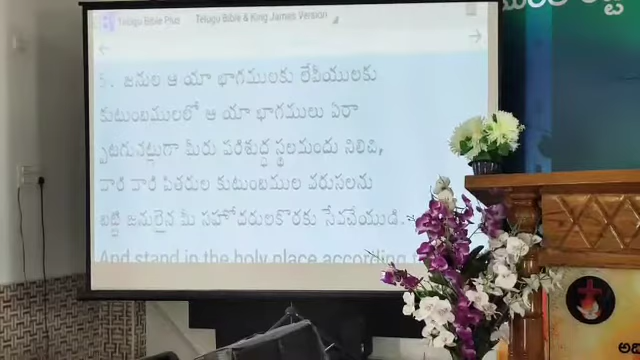 Telugu Bible Plus
Telugu Bible & King James Version
5. జనుల ఆ యా భాగములకు లేవీయులకు
కుటుంబములలో ఆ యా భాగములు ఏరా
్పటగునట్లుగా మీరు పరిశుద్ధ స్థలమందు నిలిచి,
వారి వారి పితరుల కుటుంబముల వరుసలను
బట్టి జనులైన మీ సహోదరులకొరకు సేవచేయుడి.
And stand in the holy place according